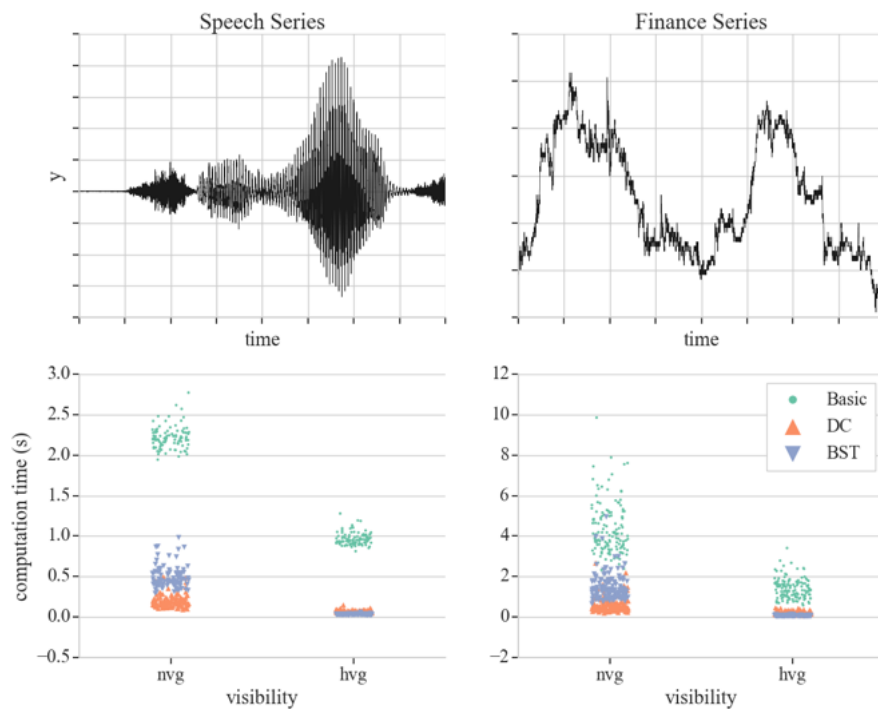 Speech Series
Finance Series
y
time
time
3.0
2.5
2.0
1.5
1.0
0.5
0.0
−0.5
computation time (s)
nvg
hvg
visibility
12
10
8
6
4
2
0
−2
Basic
DC
BST
nvg
hvg
visibility